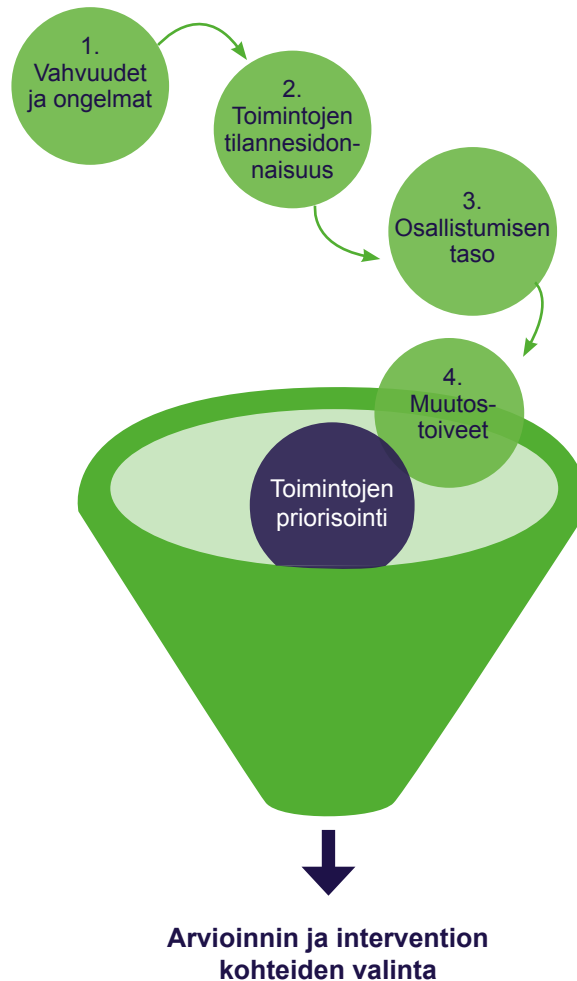 1.
Vahvuudet
ja ongelmat
2.
Toimintojen
tilannesidon-
naisuus
3.
Osallistumisen
taso
4.
Muutos-
toiveet
Toimintojen
priorisointi
Arvioinnin ja intervention
kohteiden valinta